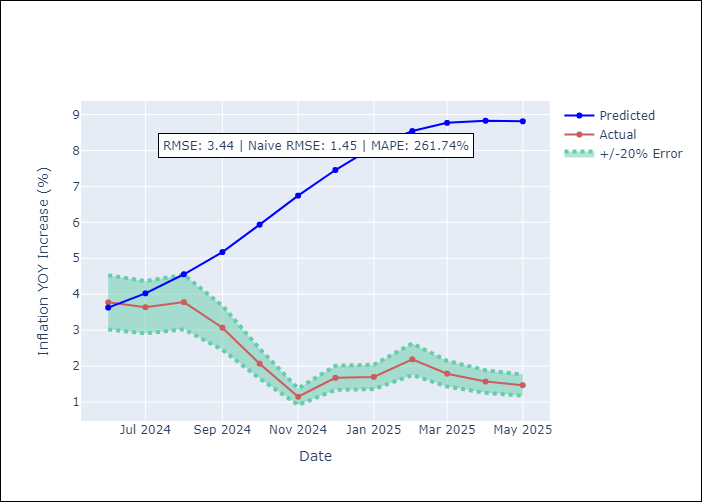 RMSE: 3.44 | Naive RMSE: 1.45 | MAPE: 261.74%
Predicted
Actual
+/-20% Error
Inflation YOY Increase (%)
9
8
7
6
5
4
3
2
1
Jul 2024 Sep 2024 Nov 2024 Jan 2025 Mar 2025 May 2025
Date